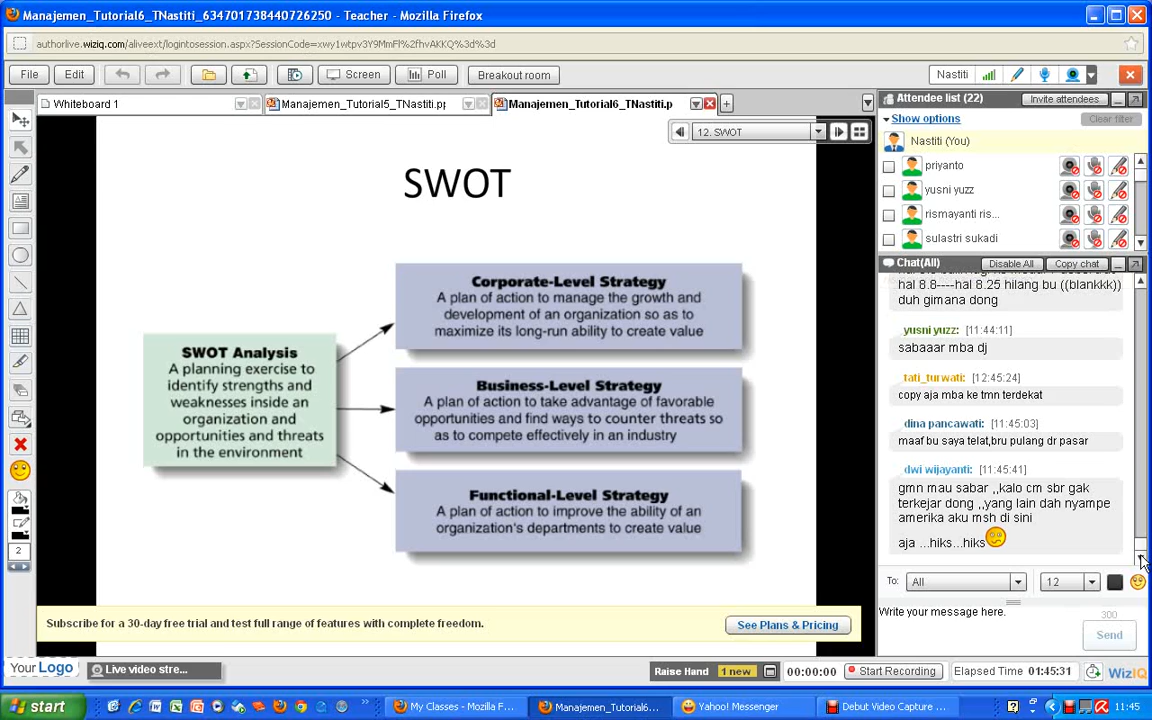 Manajemen_Tutorial6_TNastiti_634701738440726250 - Teacher - Mozilla Firefox
authorlive.wiziq.com/aliveext/logintosession.aspx?SessionCode=xwy1wtpv3Y9MmFl%2fhvAKKQ%3d%3d
File Edit Screen Poll Breakout room Nastiti
Whiteboard 1 Manajemen_Tutorial5_TNastiti.pp Manajemen_Tutorial6_TNastiti.p
Attendee list (22) Invite attendees
Show options Clear filter
12. SWOT
Nastiti (You)
priyanto
yusni yuzz
rismayanti ris...
sulastri sukadi
SWOT
SWOT Analysis
A planning exercise to
identify strengths and
weaknesses inside an
organization and
opportunities and threats
in the environment
Corporate-Level Strategy
A plan of action to manage the growth and
development of an organization so as to
maximize its long-run ability to create value
Business-Level Strategy
A plan of action to take advantage of favorable
opportunities and find ways to counter threats so
as to compete effectively in an industry
Functional-Level Strategy
A plan of action to improve the ability of an
organization's departments to create value
Chat(All) Disable All Copy chat
hal 8.8----hal 8.25 hilang bu ((blankkk))
duh gimana dong
yusni yuzz: [11:44:11]
sabaaar mba dj
tati_turwati: [12:45:24]
copy aja mba ke tmn terdekat
dina pancawati: [11:45:03]
maaf bu saya telat,bru pulang dr pasar
dwi wijayanti: [11:45:41]
gmn mau sabar ,,kalo cm sbr gak
terkejar dong ,,yang lain dah nyampe
amerika aku msh di sini
aja ...hiks...hiks
To: All 12
Write your message here.
300
Send
2
Subscribe for a 30-day free trial and test full range of features with complete freedom. See Plans & Pricing
Your Logo Live video stre... Raise Hand 1 new 00:00:00 Start Recording Elapsed Time 01:45:31 WizIQ
start My Classes - Mozilla F... Manajemen_Tutorial6... Yahoo! Messenger Debut Video Capture ... 11:45